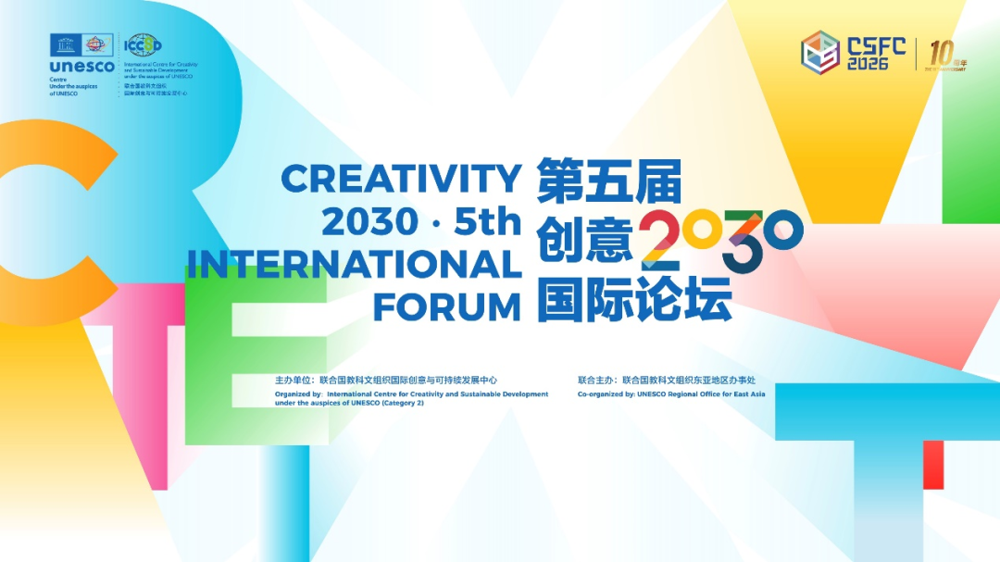 unesco
Centre
Under the auspices
of UNESCO
ICCSD
International Centre for Creativity
and Sustainable Development
under the auspices of UNESCO
联合国教科文组织
国际创意与可持续发展中心
CSFC
2026
10周年
CREATIVITY
2030 · 5th
INTERNATIONAL
FORUM
第五届
创意2030
国际论坛
主办单位：联合国教科文组织国际创意与可持续发展中心
Organized by: International Centre for Creativity and Sustainable Development
under the auspices of UNESCO (Category 2)
联合主办：联合国教科文组织东亚地区办事处
Co-organized by: UNESCO Regional Office for East Asia